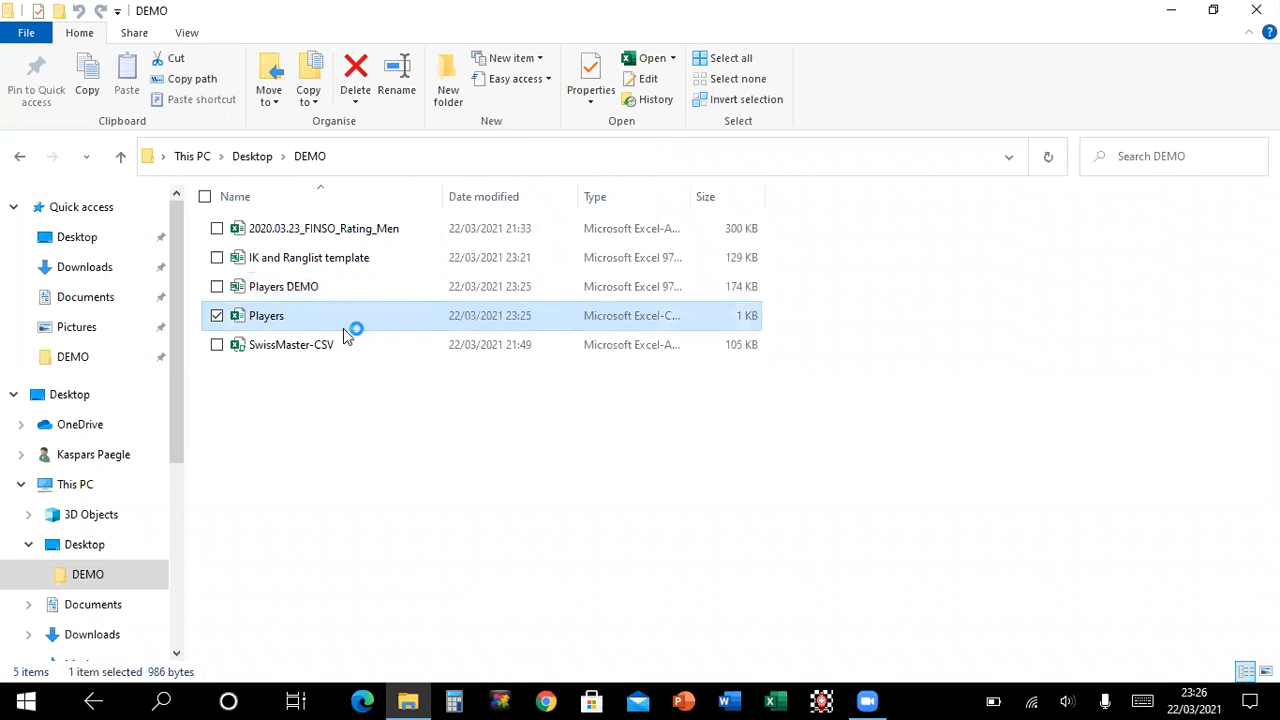 DEMO
File Home Share View
Pin to Quick access
Copy
Paste
Cut
Copy path
Paste shortcut
Clipboard
Move to
Copy to
Delete
Rename
Organise
New folder
New item
Easy access
New
Properties
Open
Edit
History
Open
Select all
Select none
Invert selection
Select
This PC Desktop DEMO
Search DEMO
Quick access
Desktop
Downloads
Documents
Pictures
DEMO
Desktop
OneDrive
Kaspars Paegle
This PC
3D Objects
Desktop
DEMO
Documents
Downloads
Name Date modified Type Size
2020.03.23_FINSO_Rating_Men 22/03/2021 21:33 Microsoft Excel-A... 300 KB
IK and Ranglist template 22/03/2021 23:21 Microsoft Excel 97... 129 KB
Players DEMO 22/03/2021 23:25 Microsoft Excel 97... 174 KB
Players 22/03/2021 23:25 Microsoft Excel-C... 1 KB
SwissMaster-CSV 22/03/2021 21:49 Microsoft Excel-A... 105 KB
5 items 1 item selected 986 bytes
23:26
22/03/2021